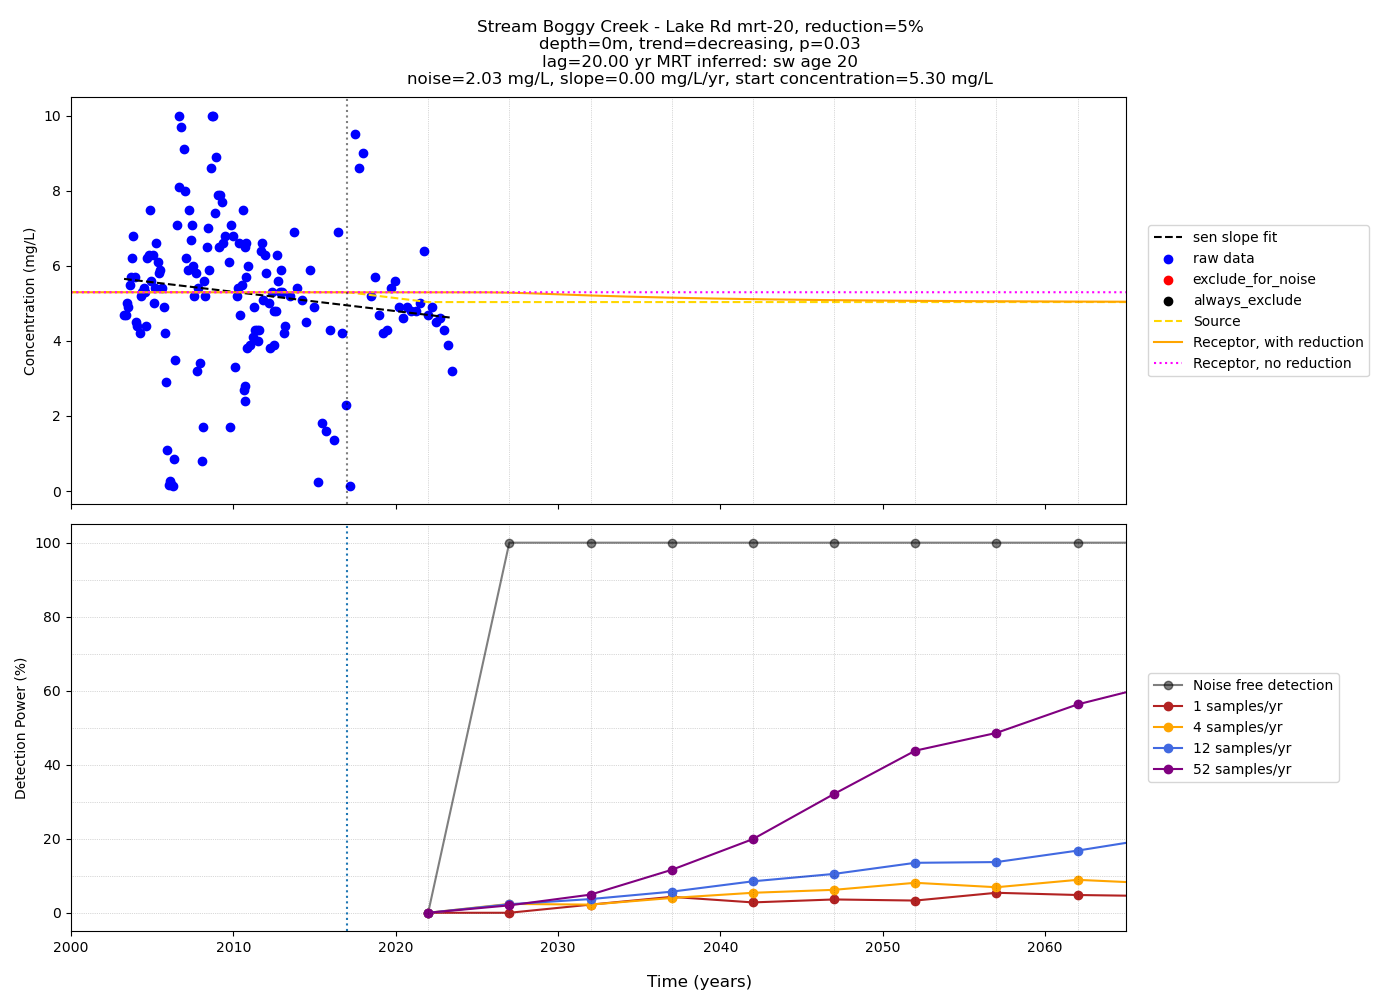 Stream Boggy Creek - Lake Rd mrt-20, reduction=5%
depth=0m, trend=decreasing, p=0.03
lag=20.00 yr MRT inferred: sw age 20
noise=2.03 mg/L, slope=0.00 mg/L/yr, start concentration=5.30 mg/L
Concentration (mg/L)
10
8
6
4
2
0
sen slope fit
raw data
exclude_for_noise
always_exclude
Source
Receptor, with reduction
Receptor, no reduction
Detection Power (%)
100
80
60
40
20
0
Noise free detection
1 samples/yr
4 samples/yr
12 samples/yr
52 samples/yr
2000 2010 2020 2030 2040 2050 2060
Time (years)